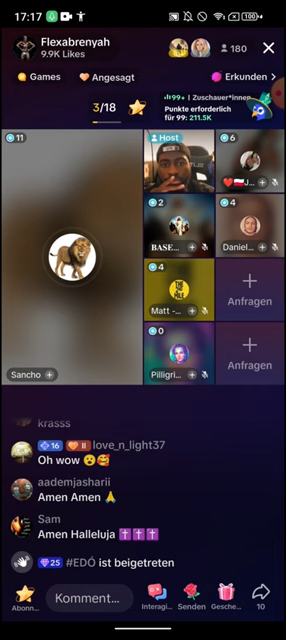 17:17
100
Flexabrenyah
9.9K Likes
180
Games
Angesagt
Erkunden
3/18
99+ | Zuschauer*innen
Punkte erforderlich
für 99: 211.5K
11
Sancho
Host
6
2
BASE...
4
Daniel...
4
Matt -...
Anfragen
0
Pilligri...
Anfragen
krasss
16 II love_n_light37
Oh wow 😮🥰
aademjasharii
Amen Amen 🙏
Sam
Amen Halleluja ✝️✝️✝️
25 #EDÓ ist beigetreten
Abonn...
Komment...
Interagi...
Senden
Gesche...
10